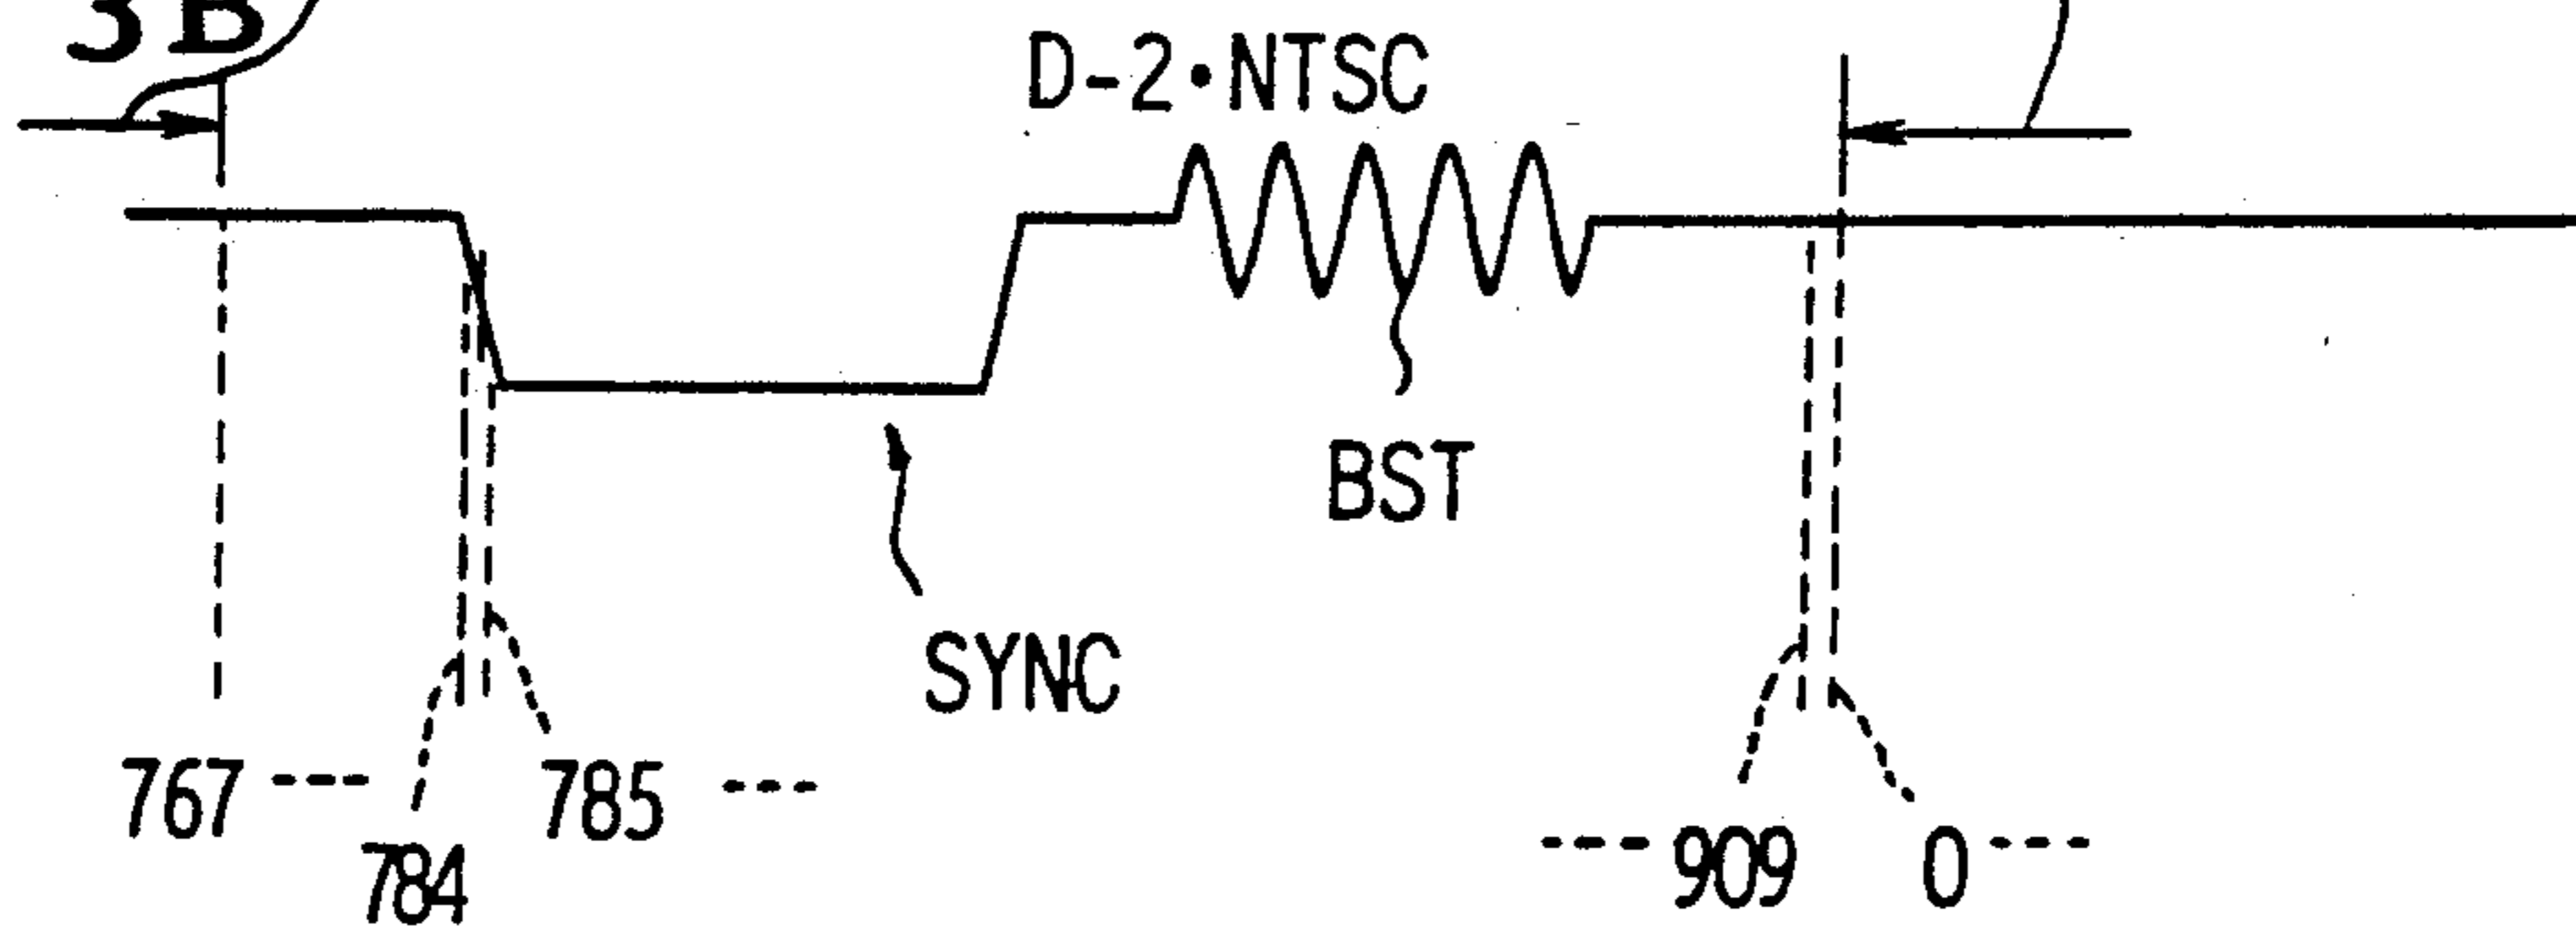 3B
D-2·NTSC
BST
SYNC
767 --- 785 ---
784
--- 909 0 ---